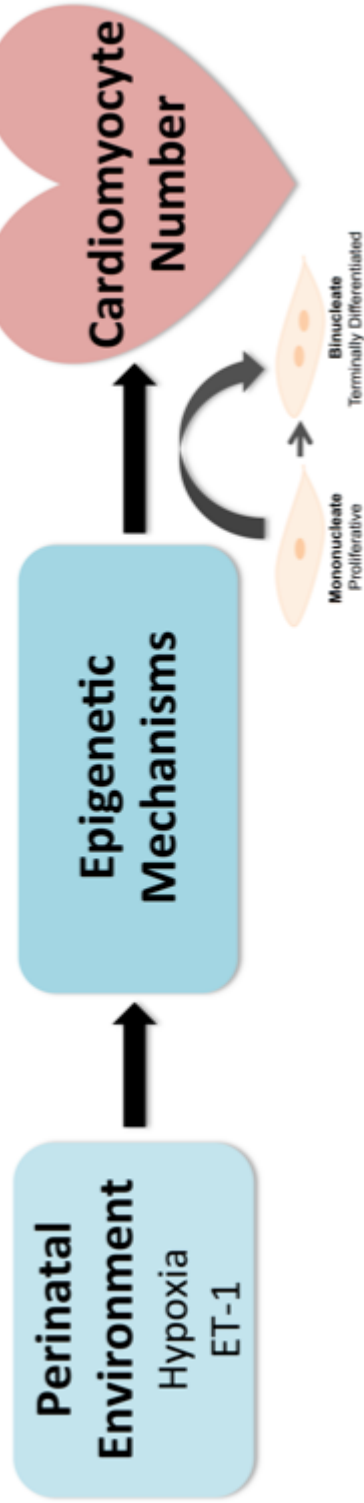 Perinatal
Environment
Hypoxia
ET-1
Epigenetic
Mechanisms
Cardiomyocyte
Number
Mononucleate
Proliferative
Binucleate
Terminally Differentiated